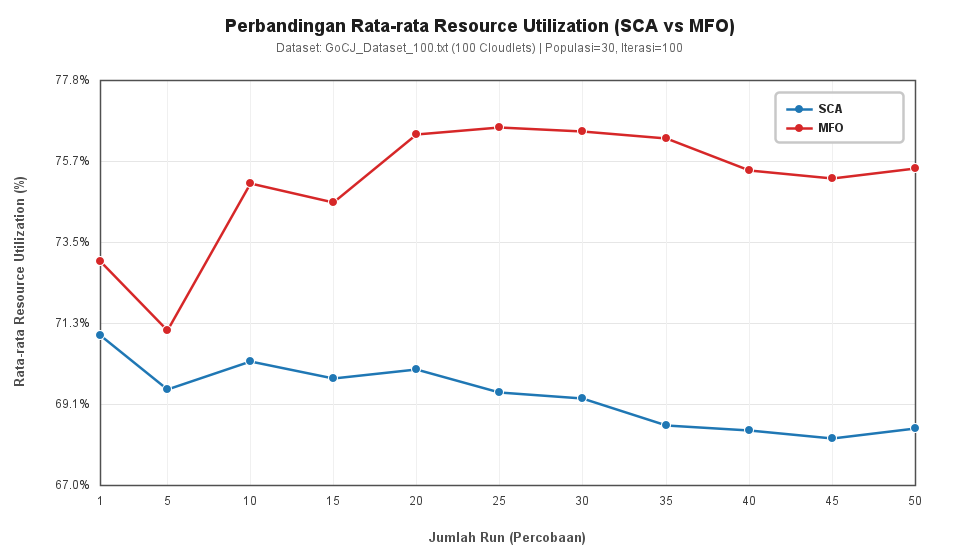 Perbandingan Rata-rata Resource Utilization (SCA vs MFO)
Dataset: GoCJ_Dataset_100.txt (100 Cloudlets) | Populasi=30, Iterasi=100
77.8%
75.7%
73.5%
71.3%
69.1%
67.0%
Rata-rata Resource Utilization (%)
SCA
MFO
1 5 10 15 20 25 30 35 40 45 50
Jumlah Run (Percobaan)